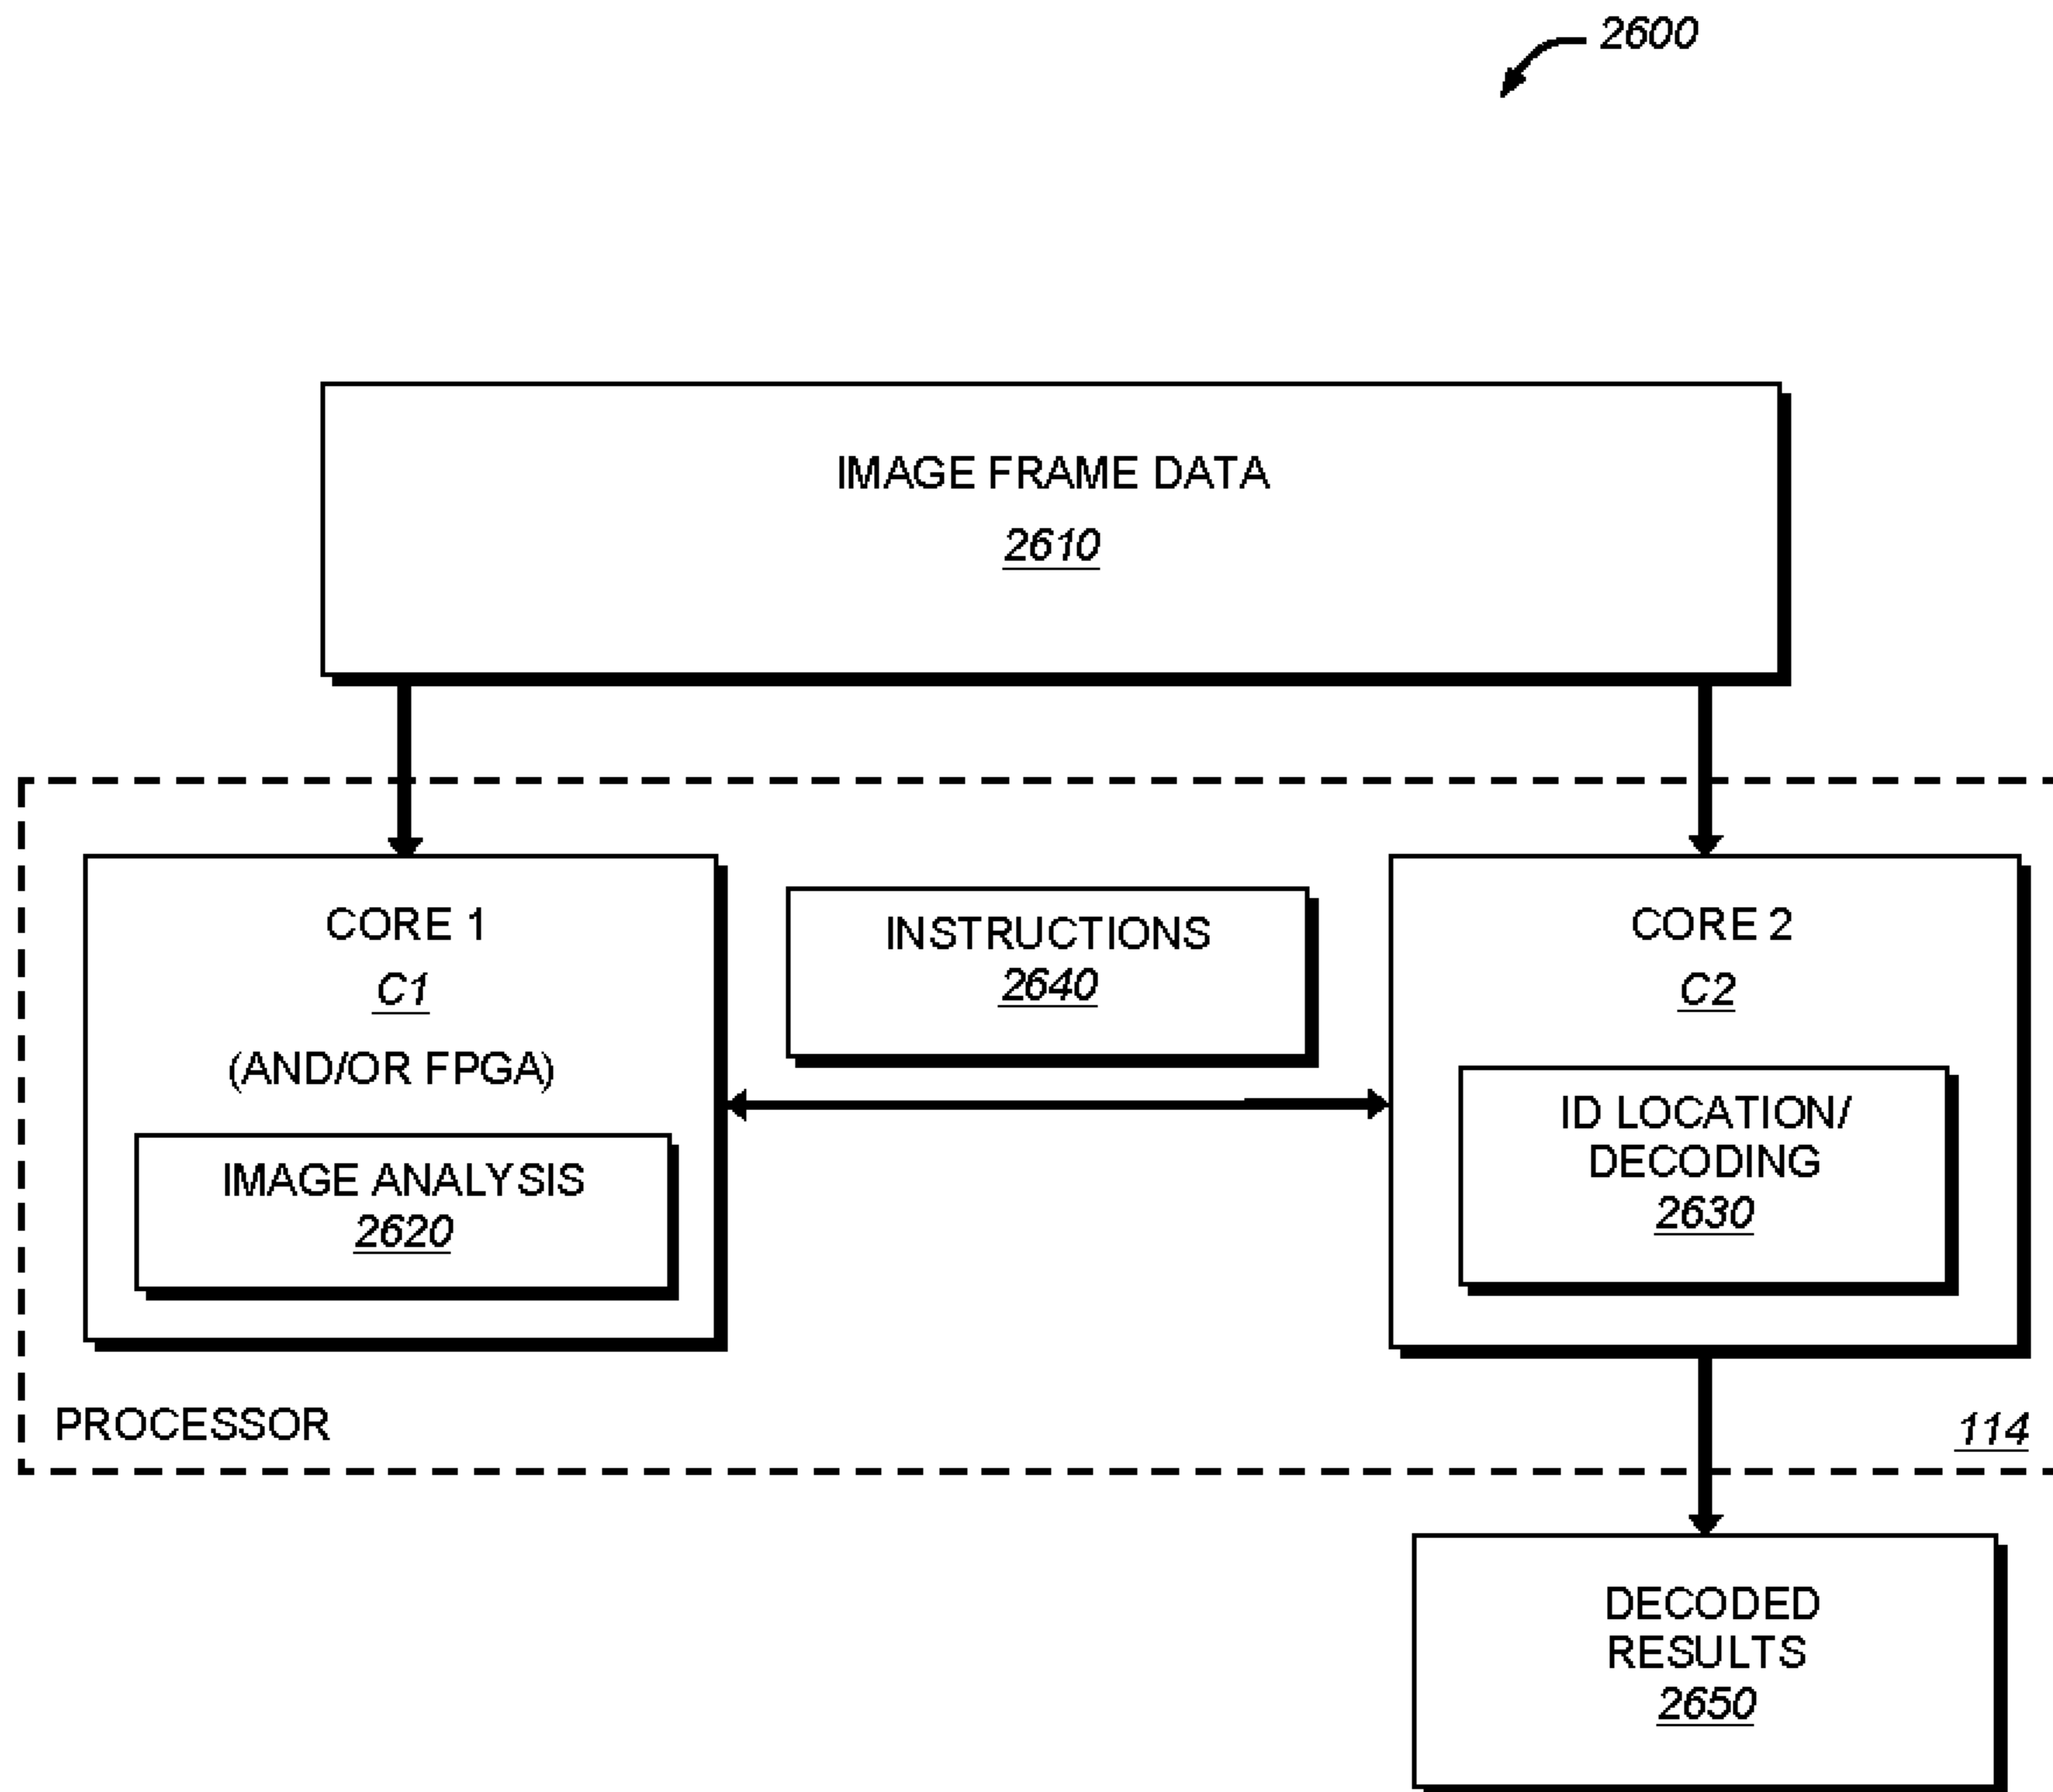 2600
IMAGE FRAME DATA
2610
CORE 1
C1
(AND/OR FPGA)
IMAGE ANALYSIS
2620
INSTRUCTIONS
2640
CORE 2
C2
ID LOCATION/
DECODING
2630
PROCESSOR
114
DECODED
RESULTS
2650